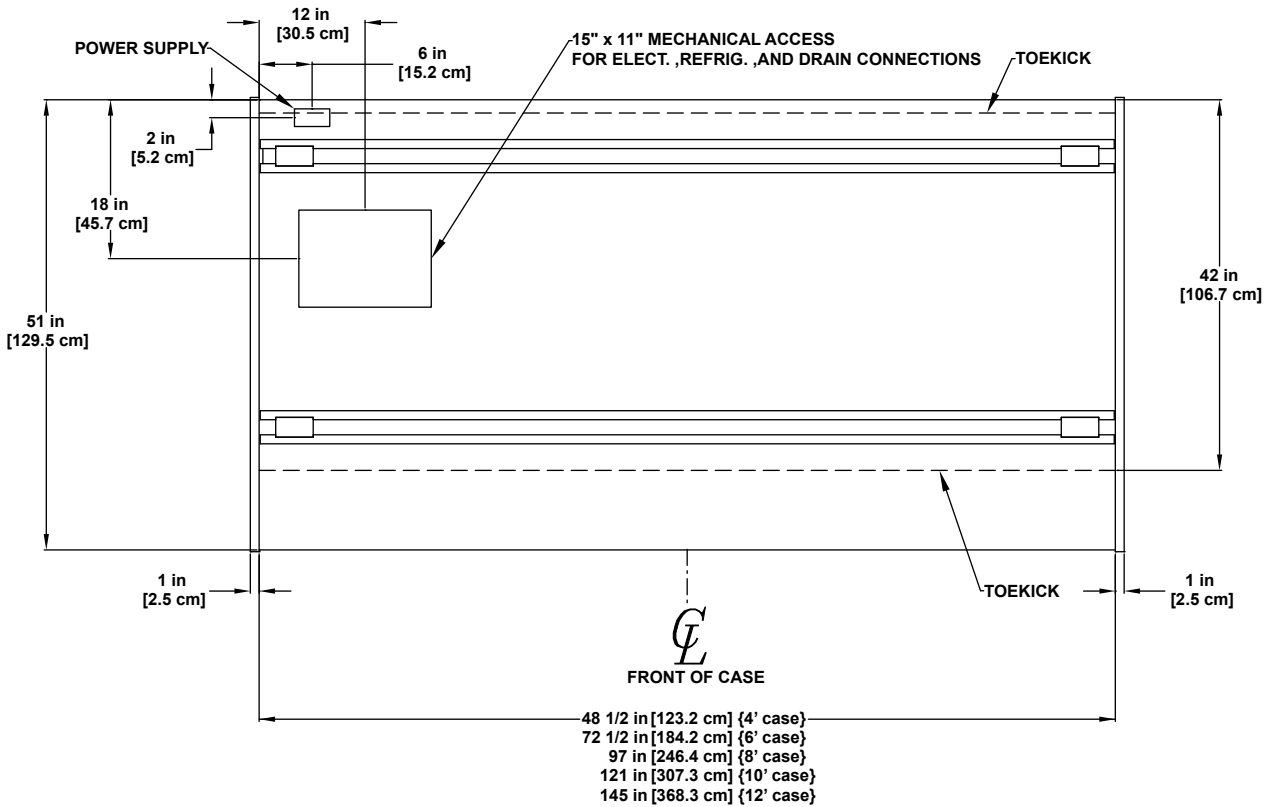 12 in
[30.5 cm]
POWER SUPPLY
6 in
[15.2 cm]
15" x 11" MECHANICAL ACCESS
FOR ELECT. ,REFRIG. ,AND DRAIN CONNECTIONS
TOEKICK
2 in
[5.2 cm]
18 in
[45.7 cm]
42 in
[106.7 cm]
51 in
[129.5 cm]
1 in
[2.5 cm]
TOEKICK
1 in
[2.5 cm]
CL
FRONT OF CASE
48 1/2 in [123.2 cm] {4' case}
72 1/2 in [184.2 cm] {6' case}
97 in [246.4 cm] {8' case}
121 in [307.3 cm] {10' case}
145 in [368.3 cm] {12' case}